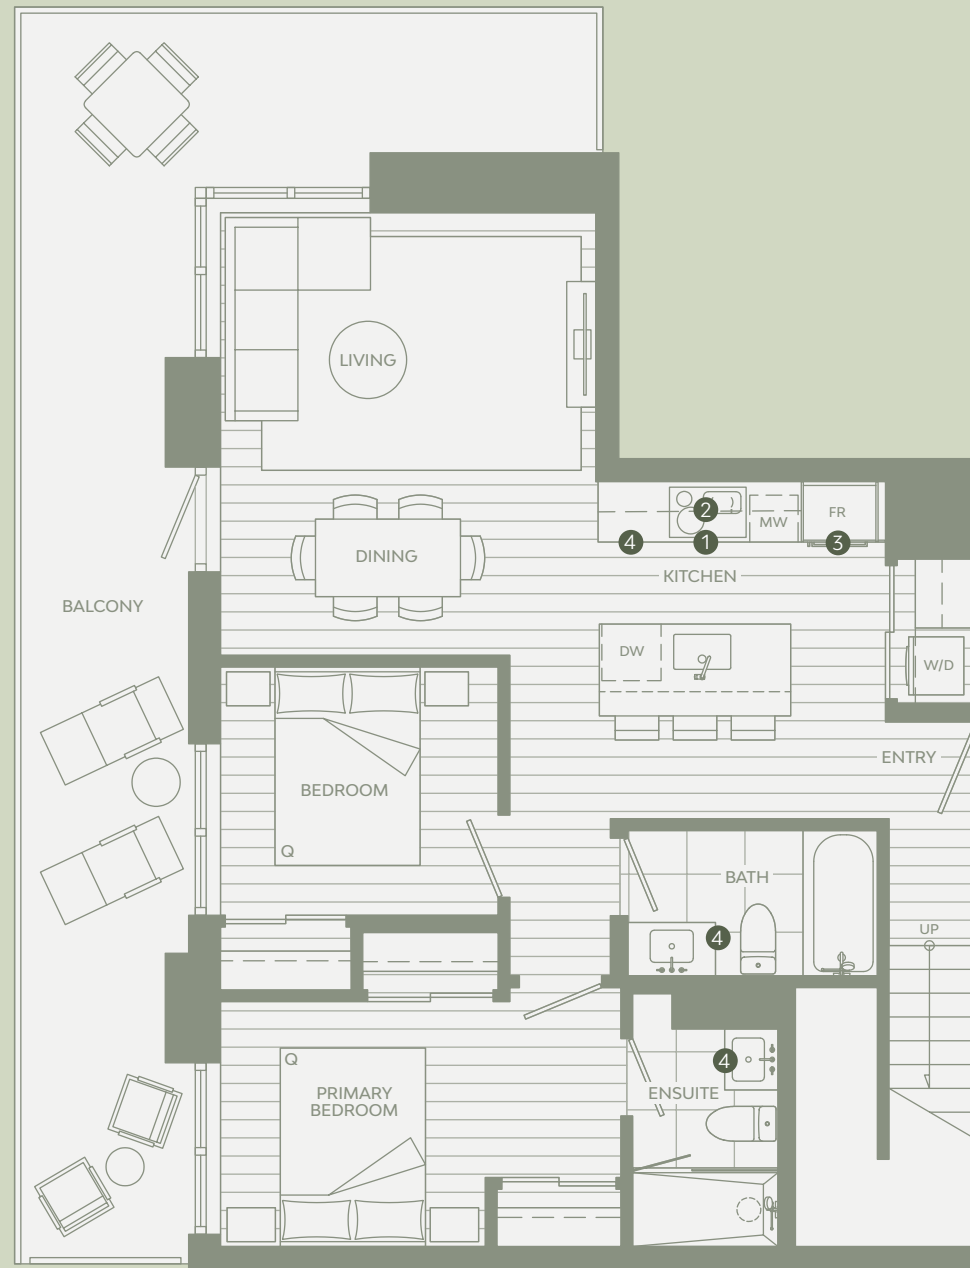 LIVING
2
FR
MW
4
1
3
DINING
KITCHEN
BALCONY
DW
W/D
ENTRY
BEDROOM
Q
BATH
UP
4
Q
4
PRIMARY
BEDROOM
ENSUITE